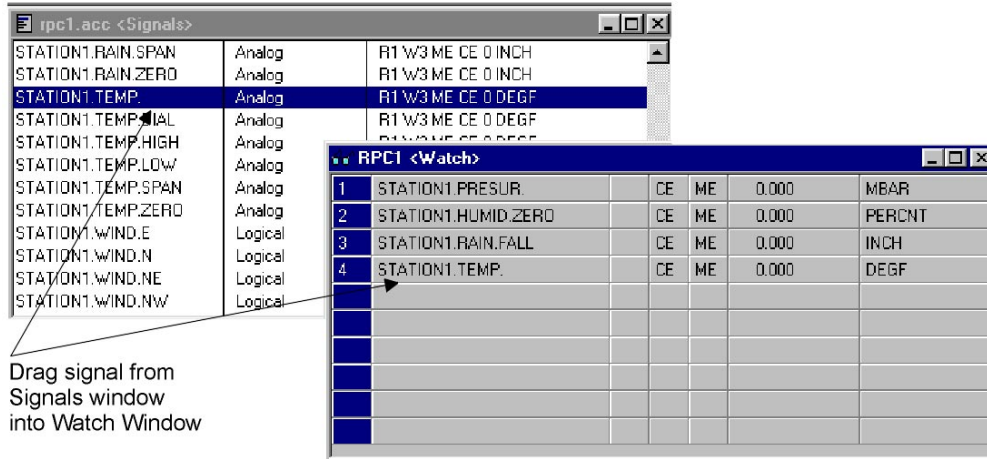 rpc1.acc <Signals>
STATION1.RAIN.SPAN Analog R1 W3 ME CE 0 INCH
STATION1.RAIN.ZERO Analog R1 W3 ME CE 0 INCH
STATION1.TEMP. Analog R1 W3 ME CE 0 DEGF
STATION1.TEMP. Analog R1 W3 ME CE 0 DEGF
STATION1.TEMP.HIGH Analog
STATION1.TEMP.LOW Analog
STATION1.TEMP.SPAN Analog
STATION1.TEMP.ZERO Analog
STATION1.WIND.E Logical
STATION1.WIND.N Logical
STATION1.WIND.NE Logical
STATION1.WIND.NW Logical
RPC1 <Watch>
1 STATION1.PRESUR. CE ME 0.000 MBAR
2 STATION1.HUMID.ZERO CE ME 0.000 PERCNT
3 STATION1.RAIN.FALL CE ME 0.000 INCH
4 STATION1.TEMP. CE ME 0.000 DEGF
Drag signal from
Signals window
into Watch Window